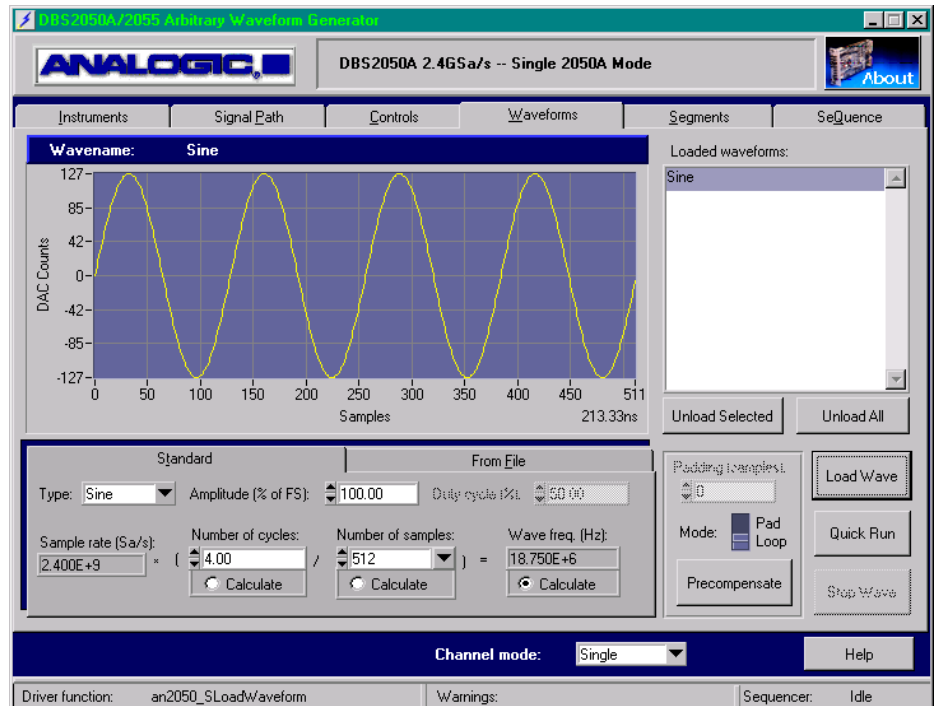 DBS2050A/2055 Arbitrary Waveform Generator
ANALOGIC.
DBS2050A 2.4GSa/s -- Single 2050A Mode
About
Instruments Signal Path Controls Waveforms Segments SeQuence
Wavename: Sine
Loaded waveforms:
Sine
DAC Counts
127
85
42
0
-42
-85
-127
0 50 100 150 200 250 300 350 400 450 511
Samples 213.33ns
Unload Selected Unload All
Standard From File
Type: Sine Amplitude (% of FS): 100.00 Duty cycle (%): 50.00
Padding (samples):
0
Load Wave
Sample rate (Sa/s): Number of cycles: Number of samples: Wave freq. (Hz):
2.400E+9 * ( 4.00 / 512 ) = 18.750E+6
Calculate Calculate Calculate
Mode: Pad
Loop
Quick Run
Precompensate
Stop Wave
Channel mode: Single Help
Driver function: an2050_SLoadWaveform Warnings: Sequencer: Idle